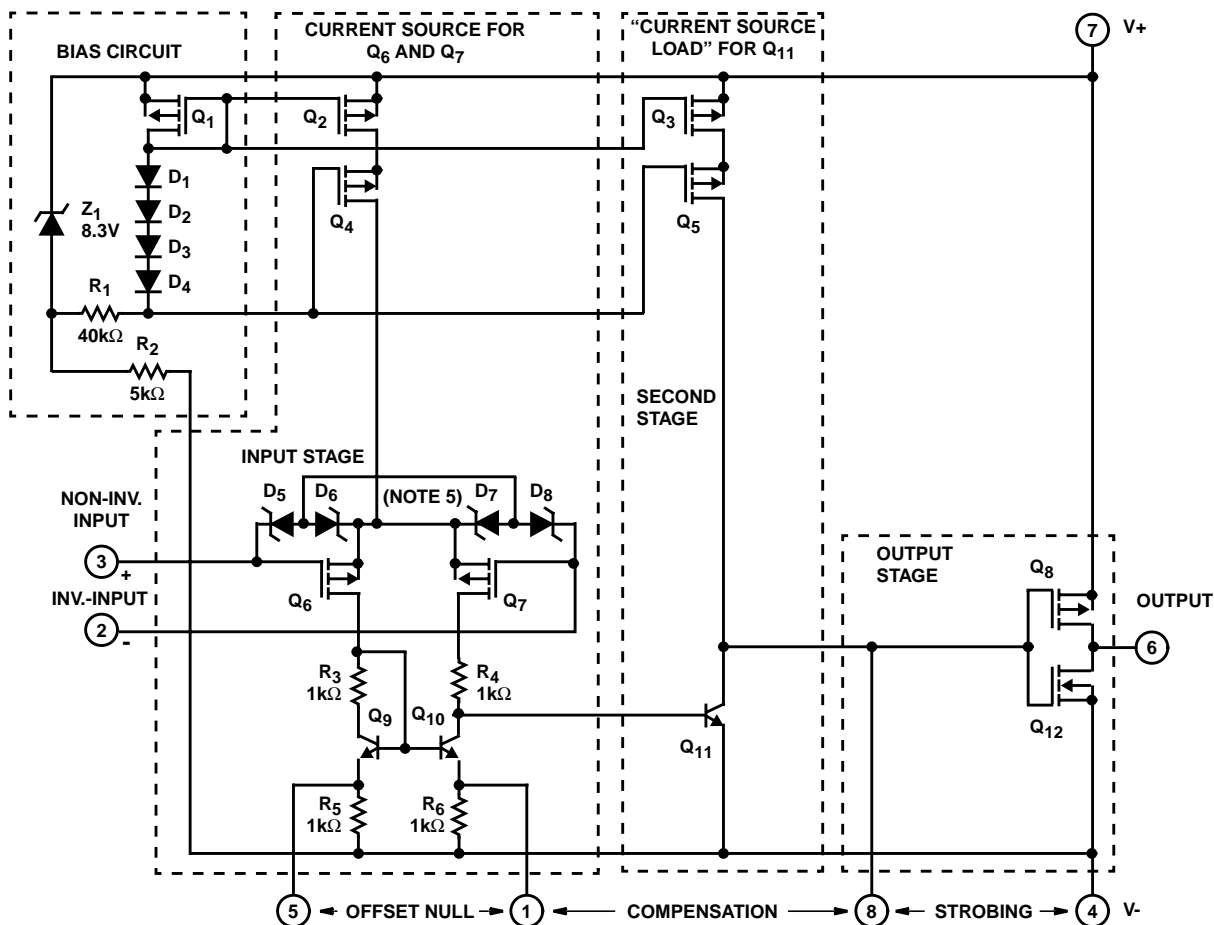 CURRENT SOURCE FOR
Q6 AND Q7
“CURRENT SOURCE
LOAD” FOR Q11
7
V+
BIAS CIRCUIT
Q1
Q2
Q3
D1
D2
D3
D4
Z1
8.3V
Q4
Q5
R1
40kΩ
R2
5kΩ
SECOND
STAGE
INPUT STAGE
D5
D6
(NOTE 5)
D7
D8
NON-INV.
INPUT
3
+
Q6
Q7
INV.-INPUT
2
-
OUTPUT
STAGE
Q8
OUTPUT
6
R3
1kΩ
R4
1kΩ
Q9
Q10
Q11
Q12
R5
1kΩ
R6
1kΩ
5
OFFSET NULL
1
COMPENSATION
8
STROBING
4
V-